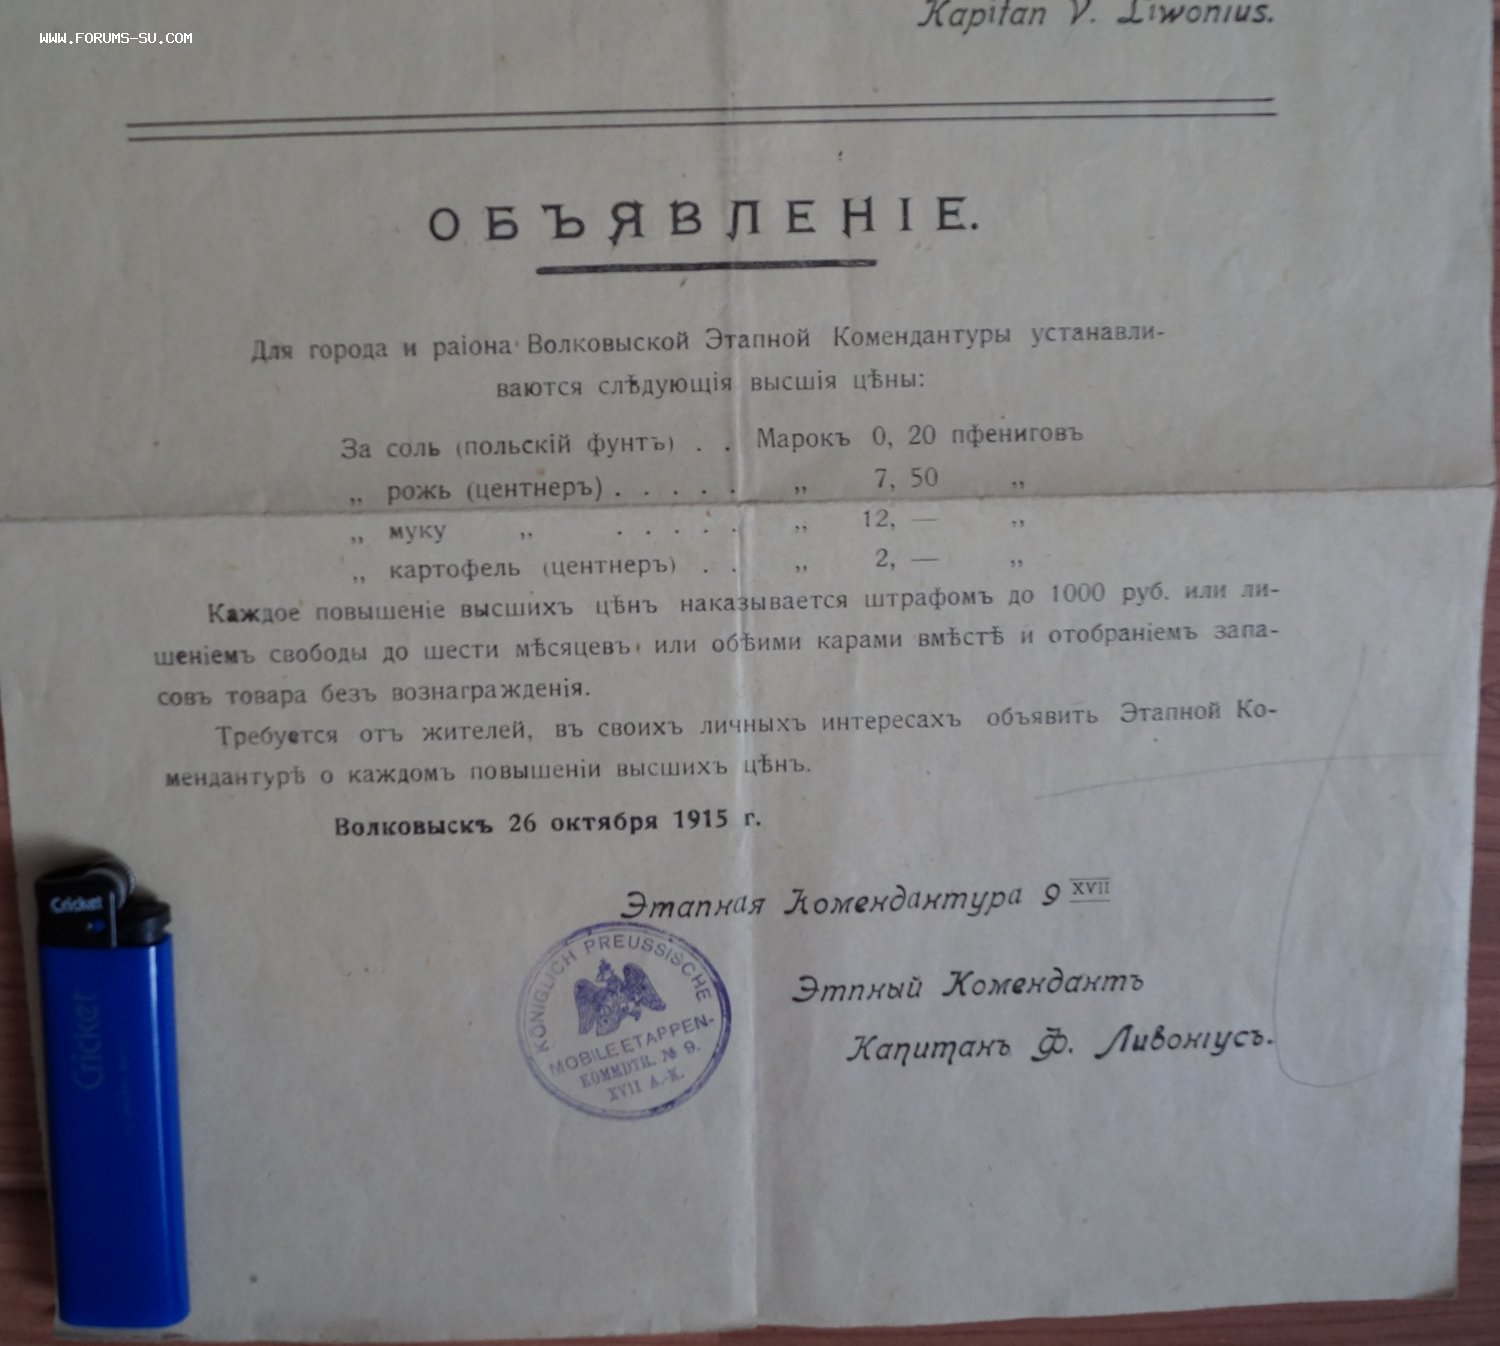 WWW.FORUMS-SU.COM
Kapitan V. Liwonius.
ОБЪЯВЛЕНІЕ.
Для города и раіона Волковыской Этапной Комендантуры устанавли-
ваются слѣдующія высшія цѣны:
За соль (польскій фунтъ) . . Марокъ 0, 20 пфениговъ
„ рожь (центнеръ) . . . . . „ 7, 50 „
„ муку „ . . . . . „ 12, — „
„ картофель (центнеръ) . . „ 2, — „
Каждое повышеніе высшихъ цѣнъ наказывается штрафомъ до 1000 руб. или ли-
шеніемъ свободы до шести мѣсяцевъ или обѣими карами вмѣстѣ и отобраніемъ запа-
совъ товара безъ вознагражденія.
Требуется отъ жителей, въ своихъ личныхъ интересахъ объявить Этапной Ко-
мендантурѣ о каждомъ повышеніи высшихъ цѣнъ.
Волковыскъ 26 октября 1915 г.
Этапная Комендантура 9 XVII
Этпный Комендантъ
Капитанъ Ф. Ливоніусъ.
KÖNIGLICH PREUSSISCHE
MOBILE ETAPPEN-
KOMMDTR. № 9.
XVII A.-K.
Cricket
Cricket